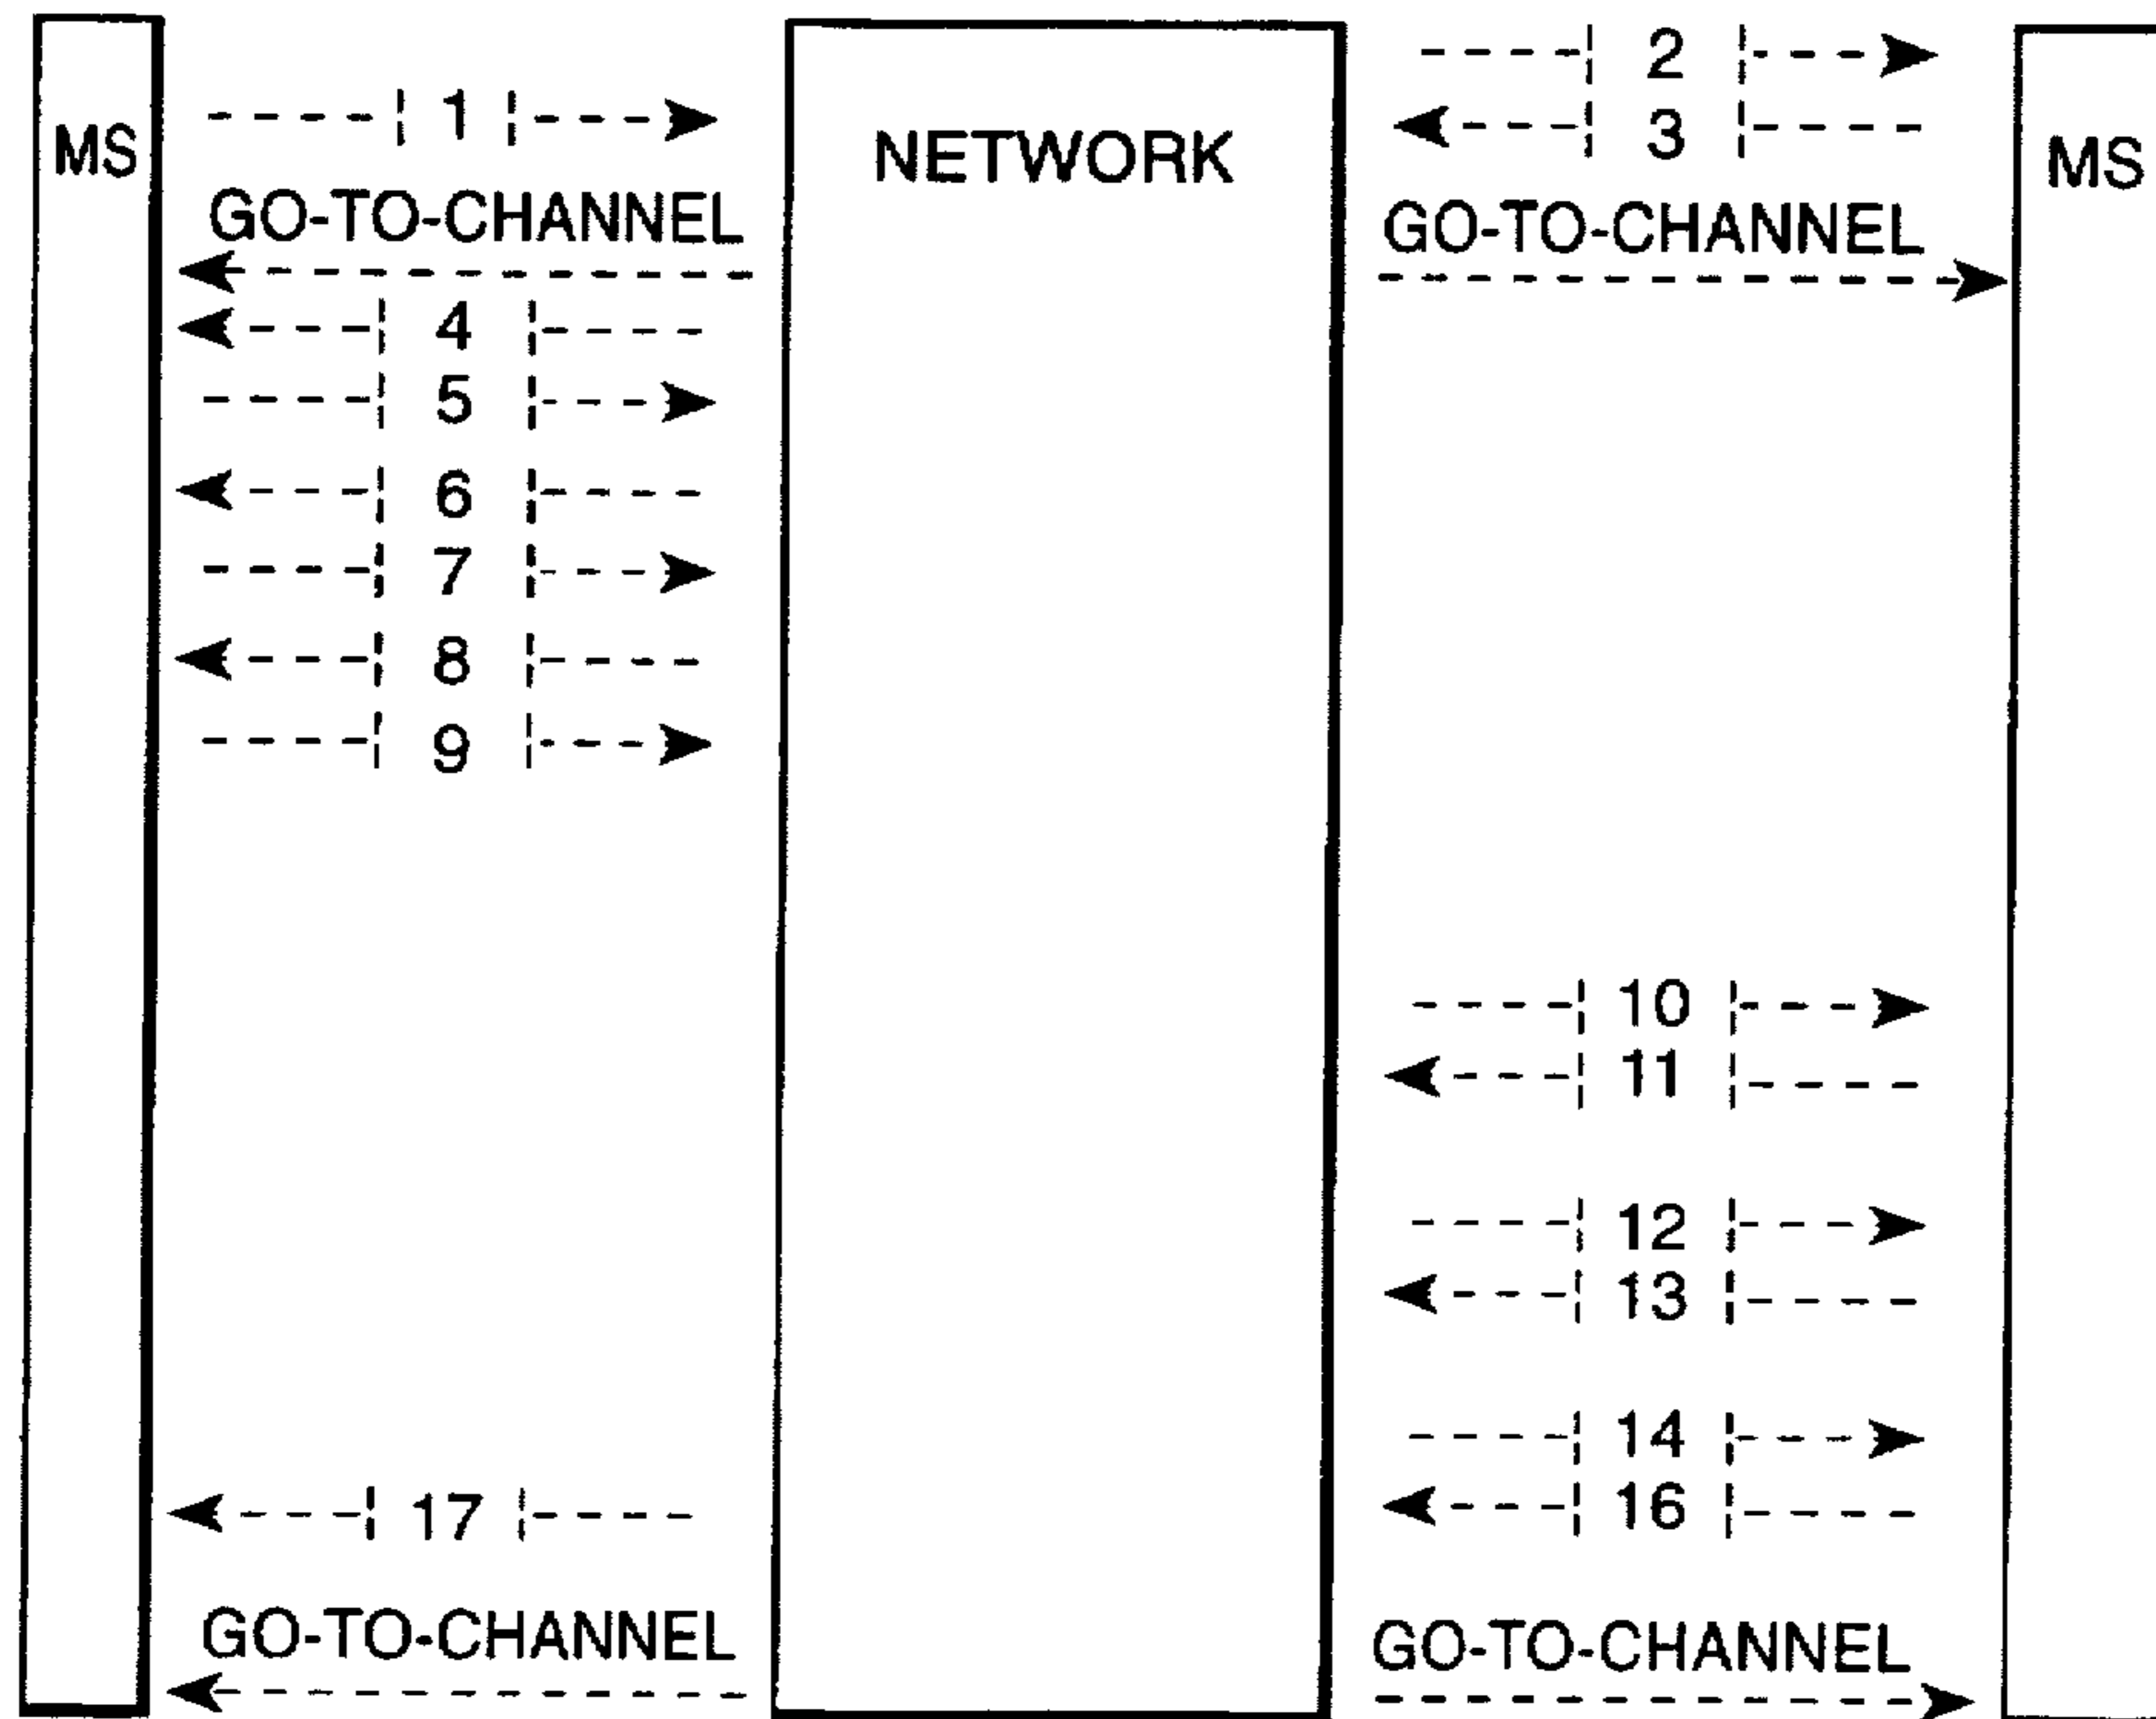 MS
NETWORK
MS
1
GO-TO-CHANNEL
4
5
6
7
8
9
17
GO-TO-CHANNEL
2
3
GO-TO-CHANNEL
10
11
12
13
14
16
GO-TO-CHANNEL